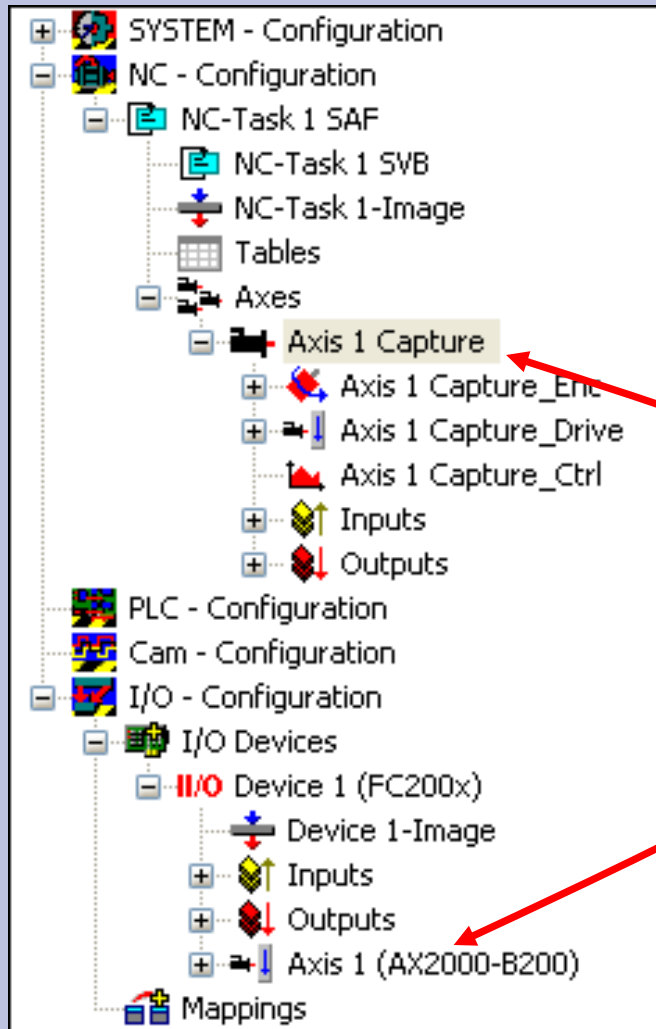 SYSTEM - Configuration
NC - Configuration
NC-Task 1 SAF
NC-Task 1 SVB
NC-Task 1-Image
Tables
Axes
Axis 1 Capture
Axis 1 Capture_Enc
Axis 1 Capture_Drive
Axis 1 Capture_Ctrl
Inputs
Outputs
PLC - Configuration
Cam - Configuration
I/O - Configuration
I/O Devices
II/O Device 1 (FC200x)
Device 1-Image
Inputs
Outputs
Axis 1 (AX2000-B200)
Mappings